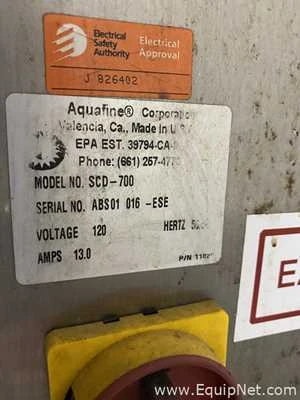 Electrical
Safety
Authority
Electrical
Approval
J 826402
Aquafine® Corporation
Valencia, Ca., Made in
EPA EST. 39794-CA-
Phone: (661) 257-
MODEL NO. SCD-700
SERIAL NO. ABS01 016 -ESE
VOLTAGE 120 HERTZ
AMPS 13.0
P/N
www.EquipNet.com